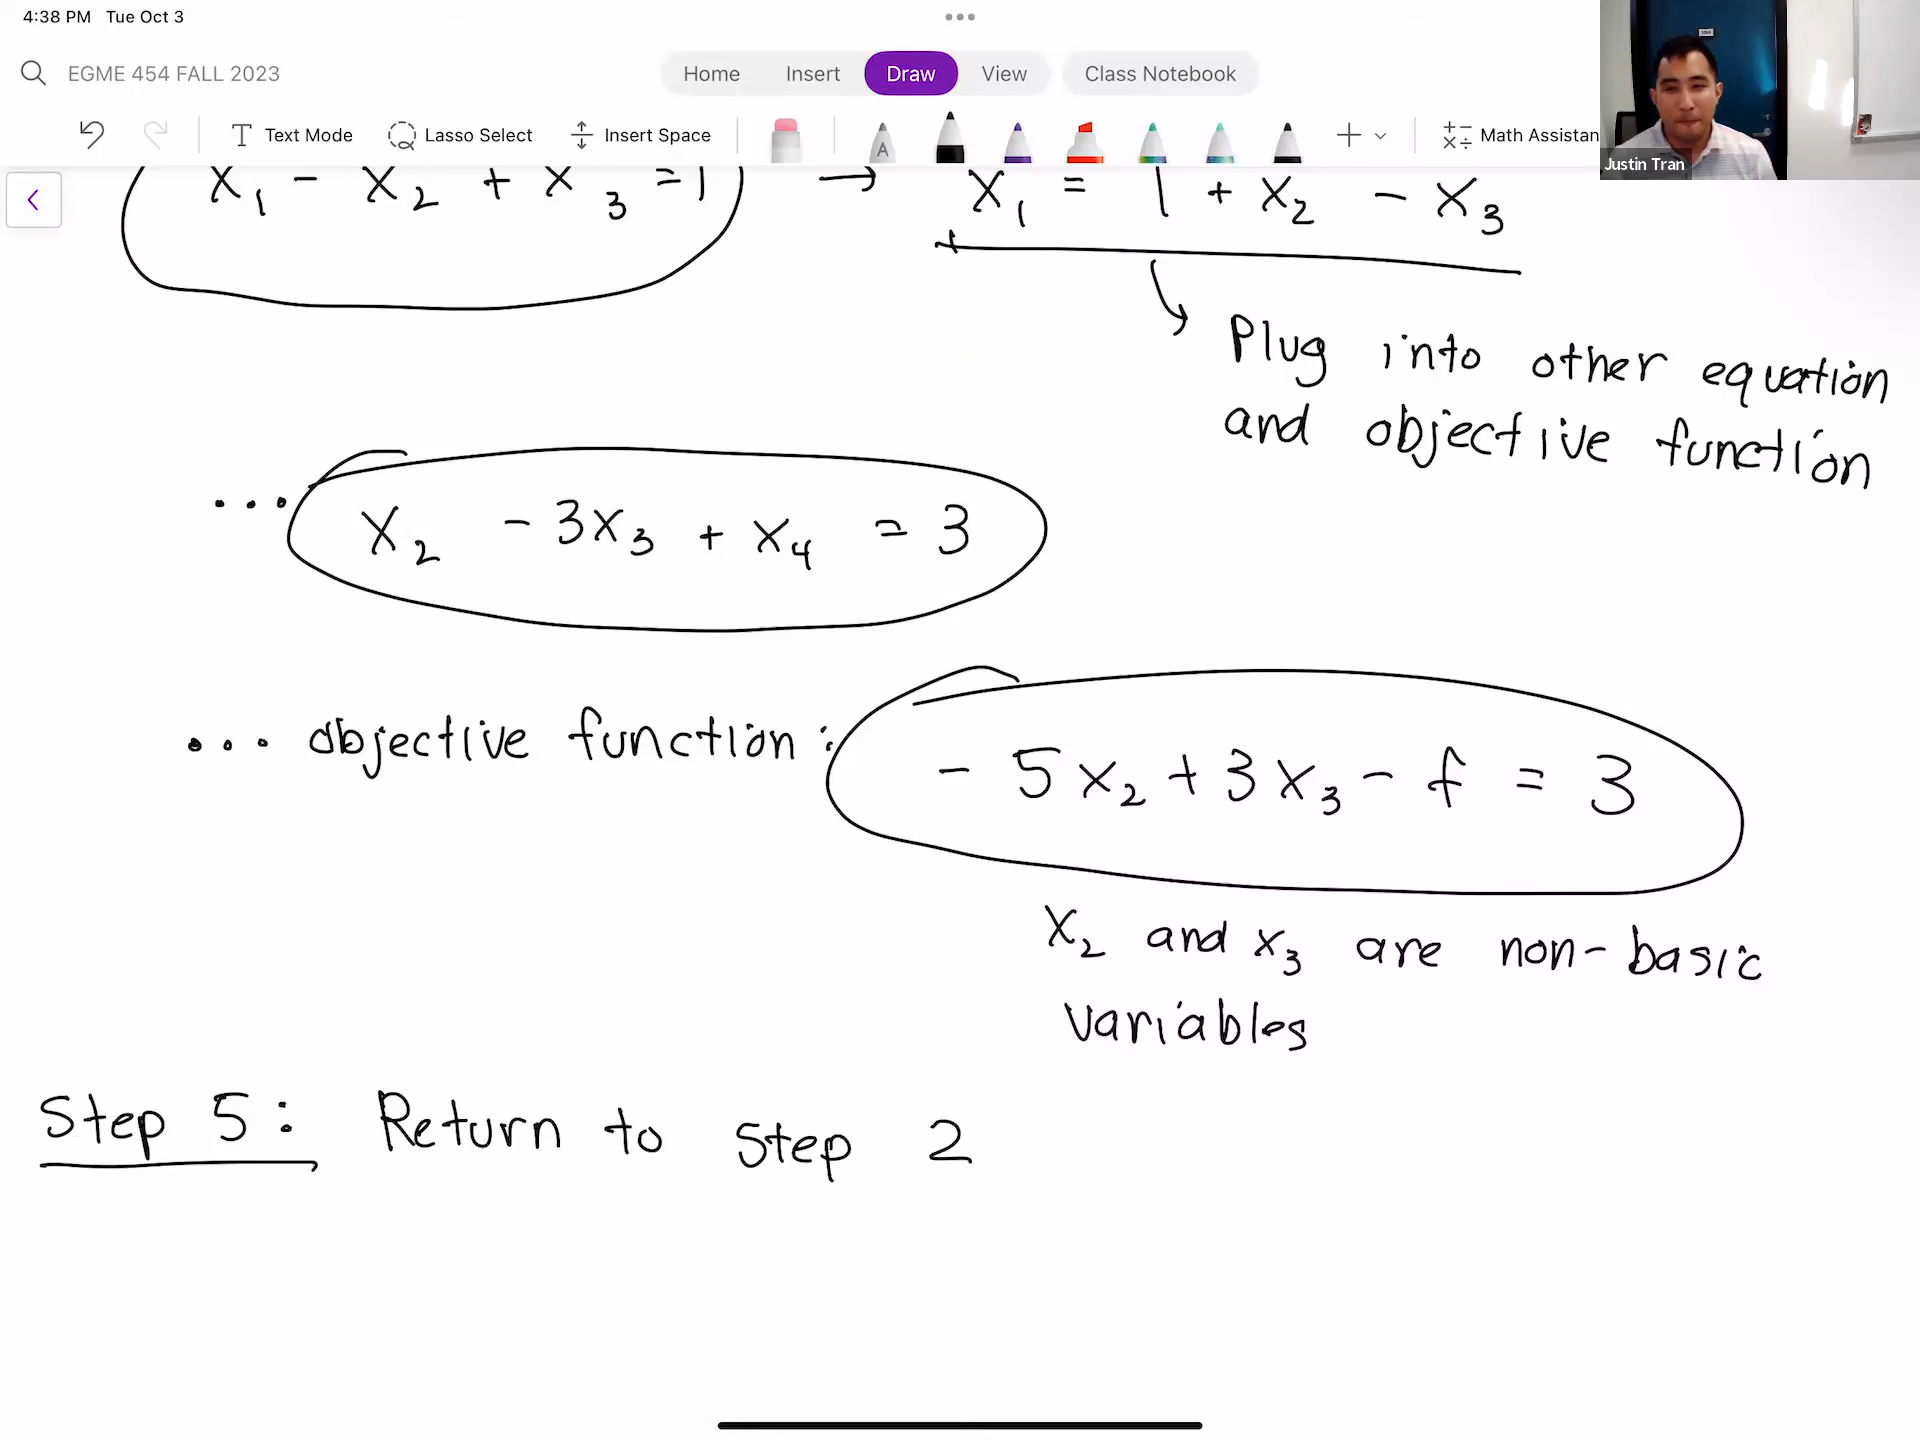 4:38 PM Tue Oct 3
EGME 454 FALL 2023
Home Insert Draw View Class Notebook
Text Mode Lasso Select Insert Space A Math Assistan
Justin Tran
x₁ - x₂ + x₃ = 1 → x₁ = 1 + x₂ - x₃
Plug into other equation
and objective function
... x₂ - 3x₃ + x₄ = 3
... objective function: - 5x₂ + 3x₃ - f = 3
x₂ and x₃ are non-basic
variables
Step 5: Return to Step 2